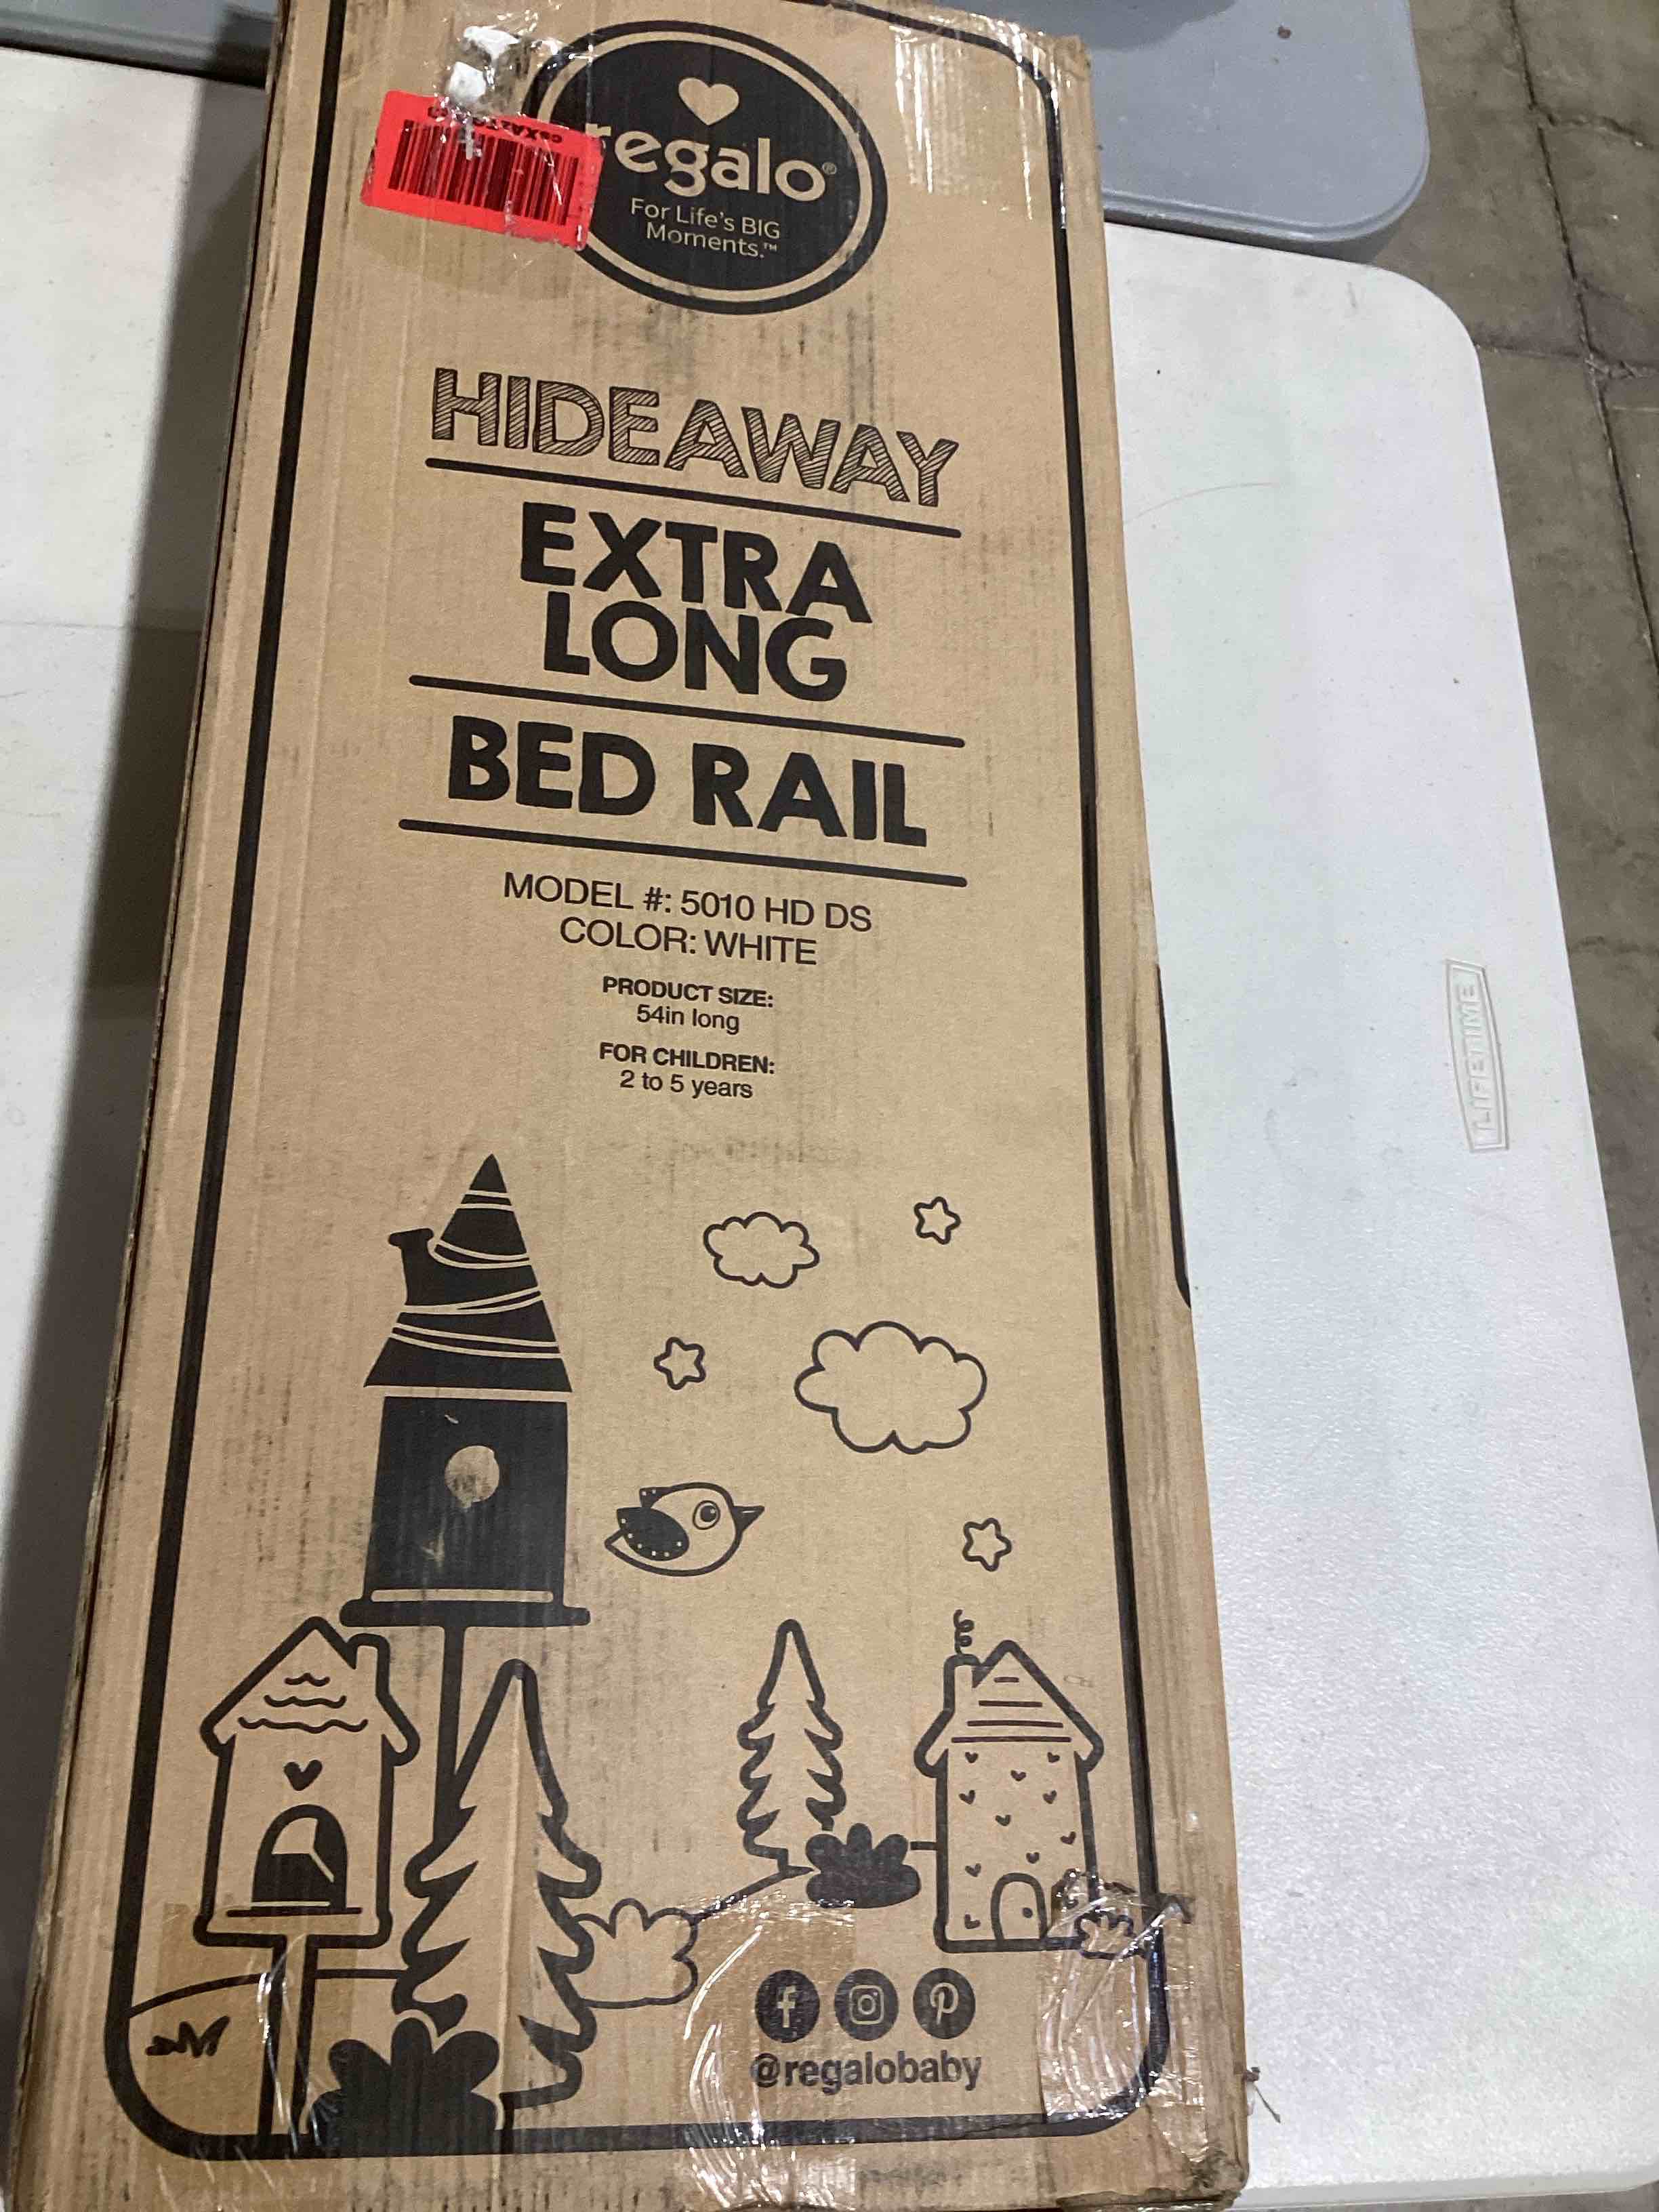 regalo®
For Life's BIG
Moments.™
HIDEAWAY
EXTRA
LONG
BED RAIL
MODEL #: 5010 HD DS
COLOR: WHITE
PRODUCT SIZE:
54in long
FOR CHILDREN:
2 to 5 years
@regalobaby
LIFETIME